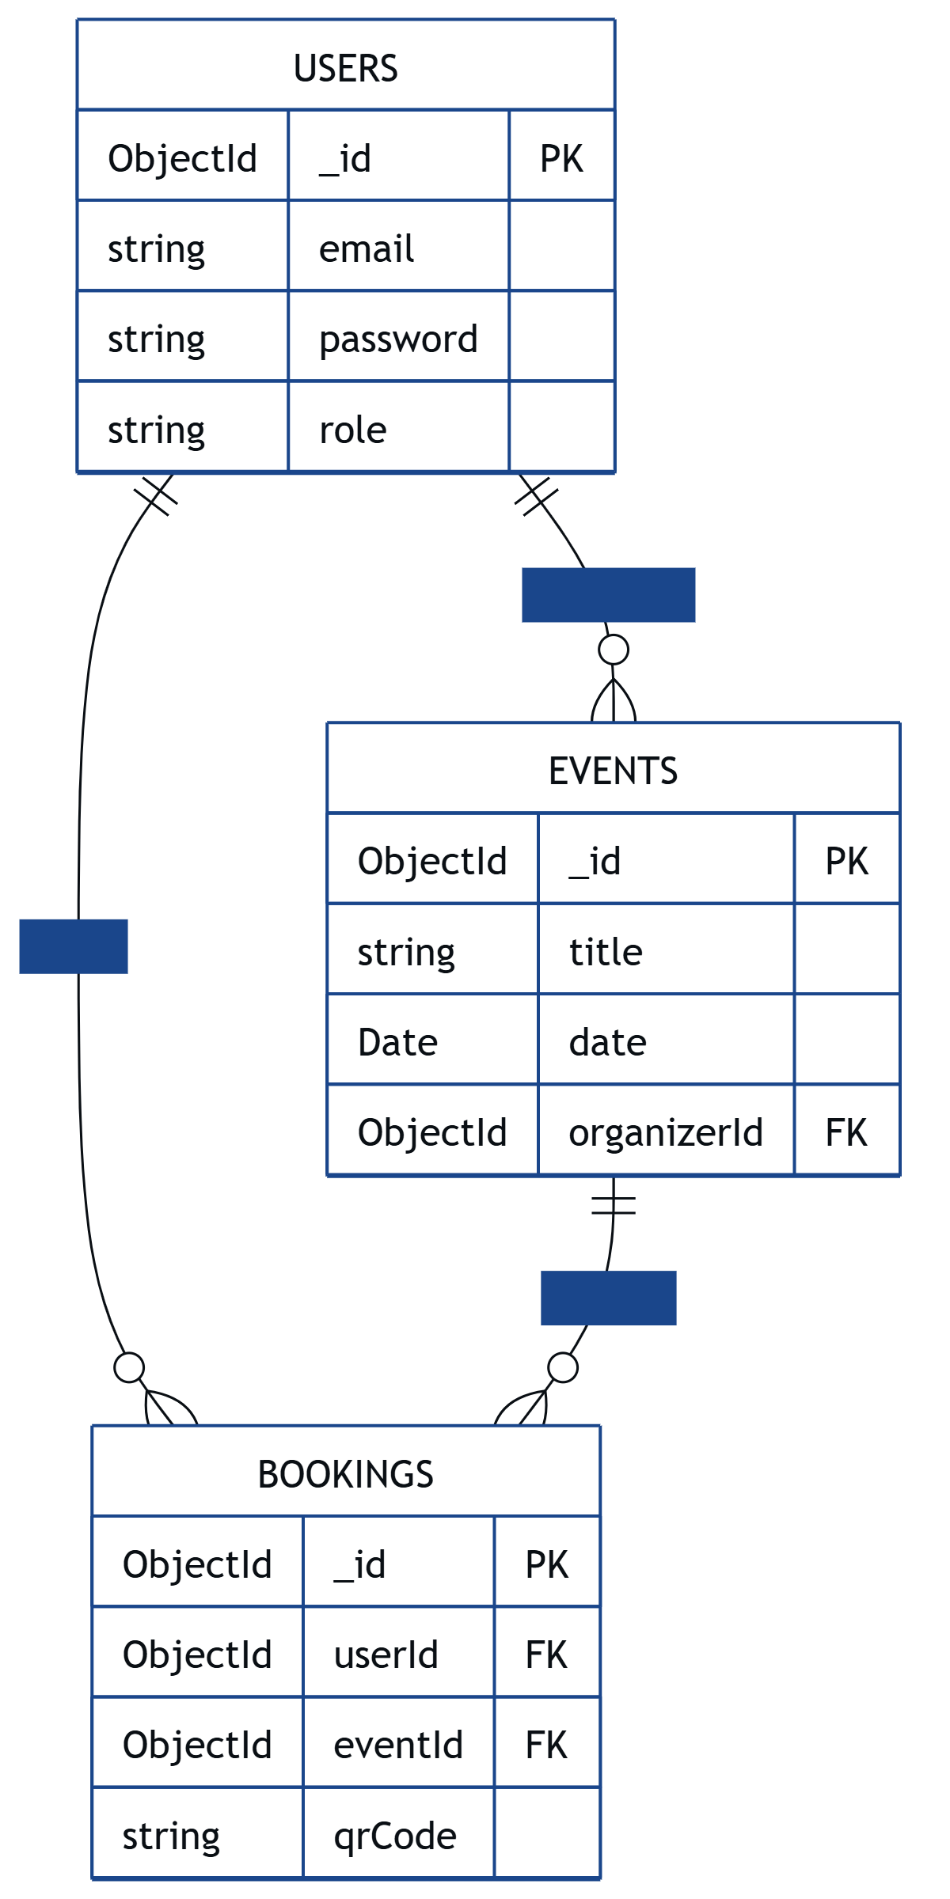 USERS
ObjectId _id PK
string email
string password
string role
EVENTS
ObjectId _id PK
string title
Date date
ObjectId organizerId FK
BOOKINGS
ObjectId _id PK
ObjectId userId FK
ObjectId eventId FK
string qrCode